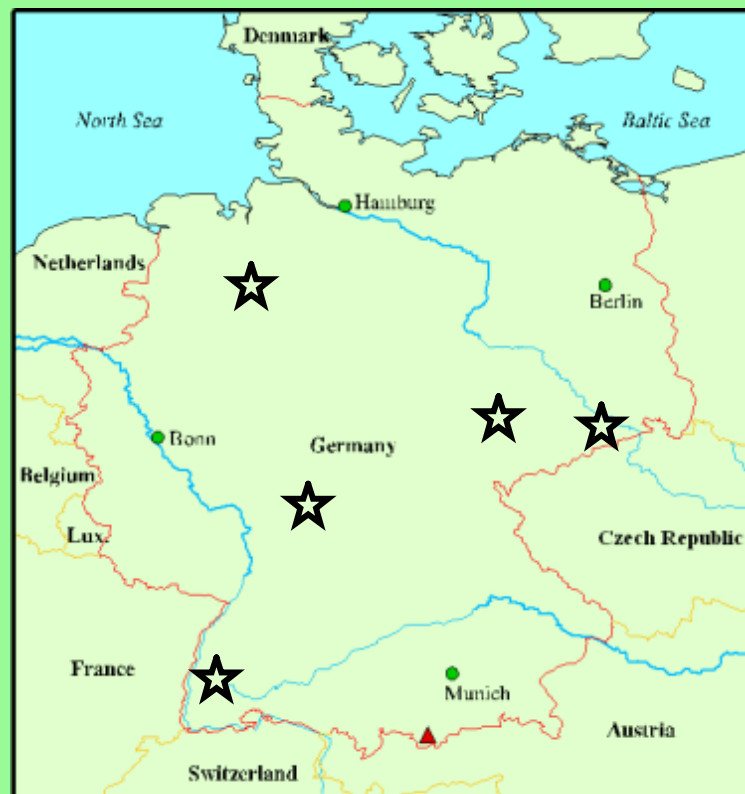 Denmark
North Sea
Baltic Sea
Hamburg
Netherlands
Berlin
Bonn
Germany
Belgium
Lux.
Czech Republic
France
Munich
Austria
Switzerland